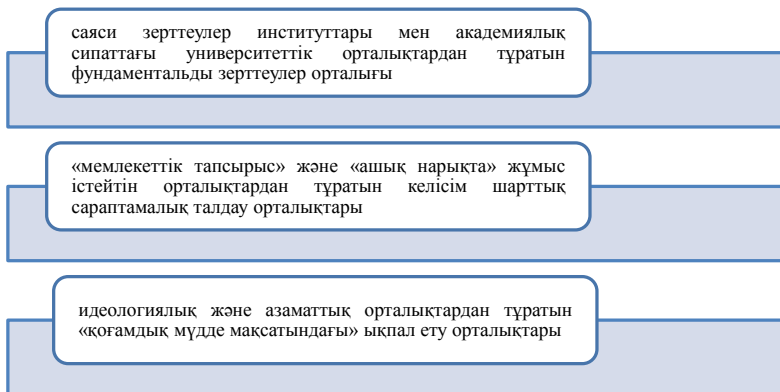 саяси зерттеулер институттары мен академиялық
сипаттағы университеттік орталықтардан тұратын
фундаментальды зерттеулер орталығы
«мемлекеттік тапсырыс» және «ашық нарықта» жұмыс
істейтін орталықтардан тұратын келісім шарттық
сараптамалық талдау орталықтары
идеологиялық және азаматтық орталықтардан тұратын
«қоғамдық мүдде мақсатындағы» ықпал ету орталықтары